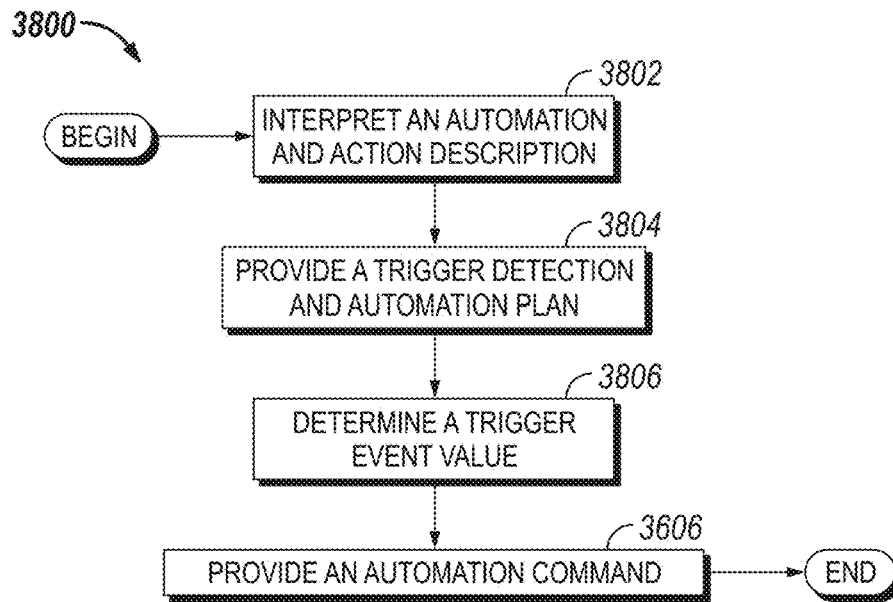 3800
3802
BEGIN
INTERPRET AN AUTOMATION
AND ACTION DESCRIPTION
3804
PROVIDE A TRIGGER DETECTION
AND AUTOMATION PLAN
3806
DETERMINE A TRIGGER
EVENT VALUE
3606
PROVIDE AN AUTOMATION COMMAND
END